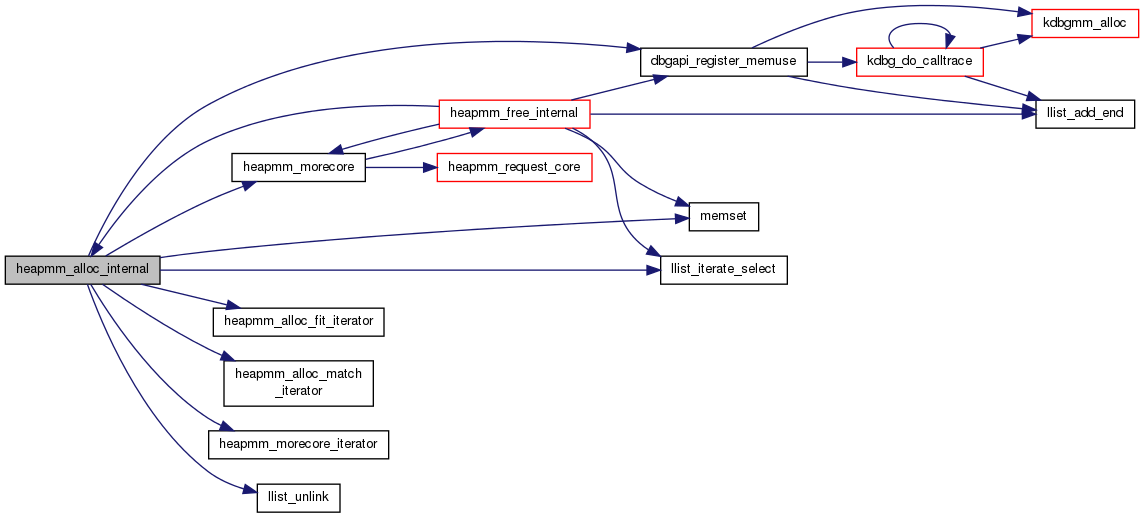 kdbgmm_alloc
dbgapi_register_memuse
kdbg_do_calltrace
heapmm_free_internal
llist_add_end
heapmm_morecore
heapmm_request_core
memset
heapmm_alloc_internal
llist_iterate_select
heapmm_alloc_fit_iterator
heapmm_alloc_match
_iterator
heapmm_morecore_iterator
llist_unlink